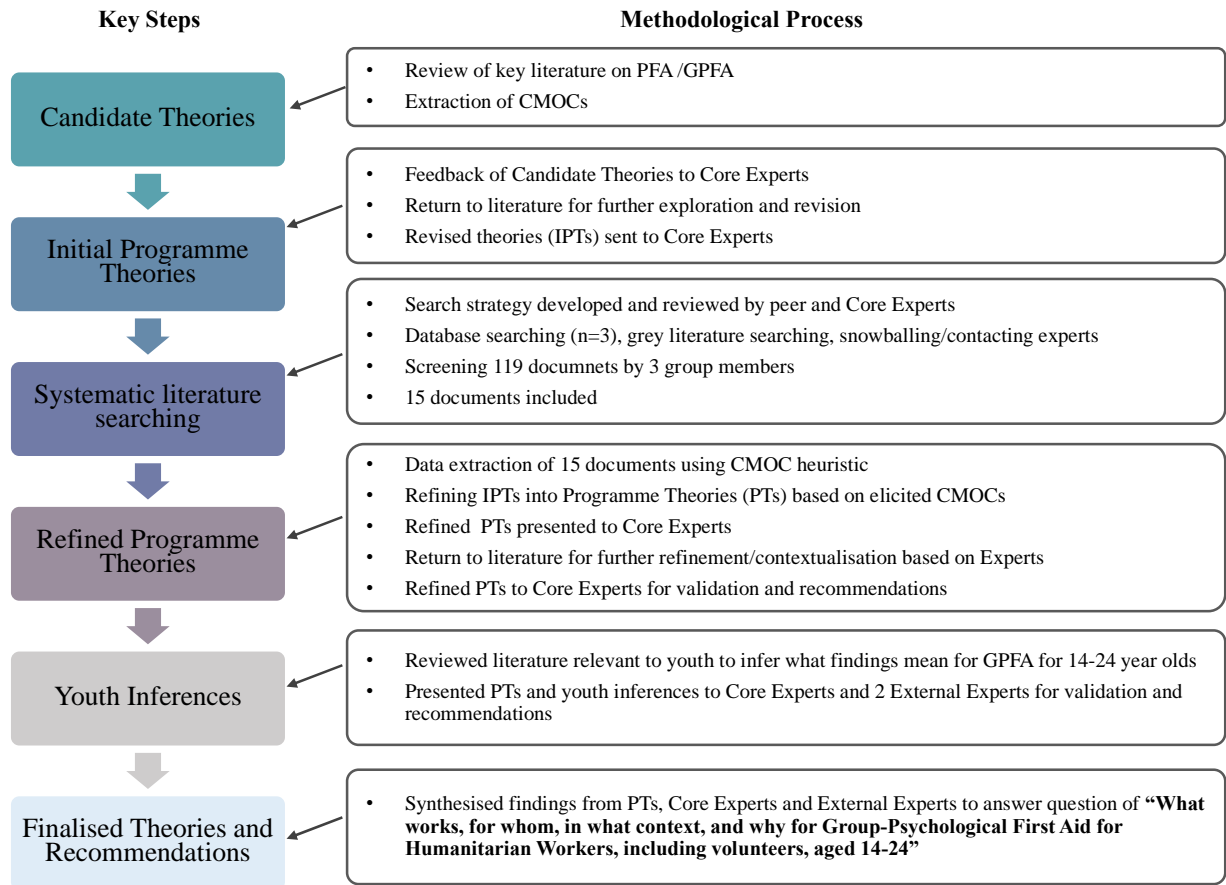 Key Steps
Methodological Process
Candidate Theories
• Review of key literature on PFA /GPFA
• Extraction of CMOCs
Initial Programme
Theories
• Feedback of Candidate Theories to Core Experts
• Return to literature for further exploration and revision
• Revised theories (IPTs) sent to Core Experts
Systematic literature
searching
• Search strategy developed and reviewed by peer and Core Experts
• Database searching (n=3), grey literature searching, snowballing/contacting experts
• Screening 119 documnets by 3 group members
• 15 documents included
Refined Programme
Theories
• Data extraction of 15 documents using CMOC heuristic
• Refining IPTs into Programme Theories (PTs) based on elicited CMOCs
• Refined PTs presented to Core Experts
• Return to literature for further refinement/contextualisation based on Experts
• Refined PTs to Core Experts for validation and recommendations
Youth Inferences
• Reviewed literature relevant to youth to infer what findings mean for GPFA for 14-24 year olds
• Presented PTs and youth inferences to Core Experts and 2 External Experts for validation and
recommendations
Finalised Theories and
Recommendations
• Synthesised findings from PTs, Core Experts and External Experts to answer question of “What
works, for whom, in what context, and why for Group-Psychological First Aid for
Humanitarian Workers, including volunteers, aged 14-24”